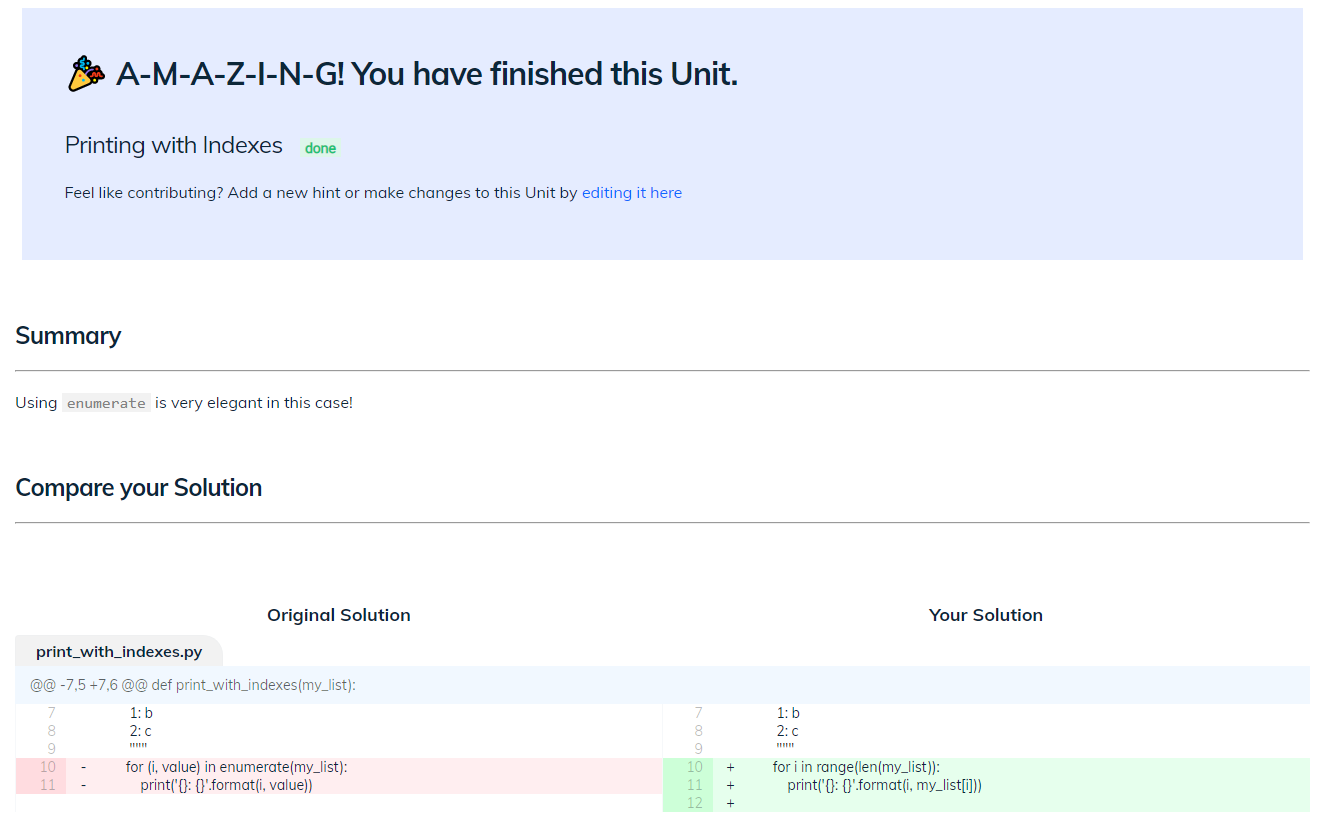 A-M-A-Z-I-N-G! You have finished this Unit.
Printing with Indexes done
Feel like contributing? Add a new hint or make changes to this Unit by editing it here
Summary
Using enumerate is very elegant in this case!
Compare your Solution
Original Solution
Your Solution
print_with_indexes.py
@@ -7,5 +7,6 @@ def print_with_indexes(my_list):
7 1: b
8 2: c
9 """
10 - for (i, value) in enumerate(my_list):
11 - print('{}: {}'.format(i, value))
7 1: b
8 2: c
9 """
10 + for i in range(len(my_list)):
11 + print('{}: {}'.format(i, my_list[i]))
12 +